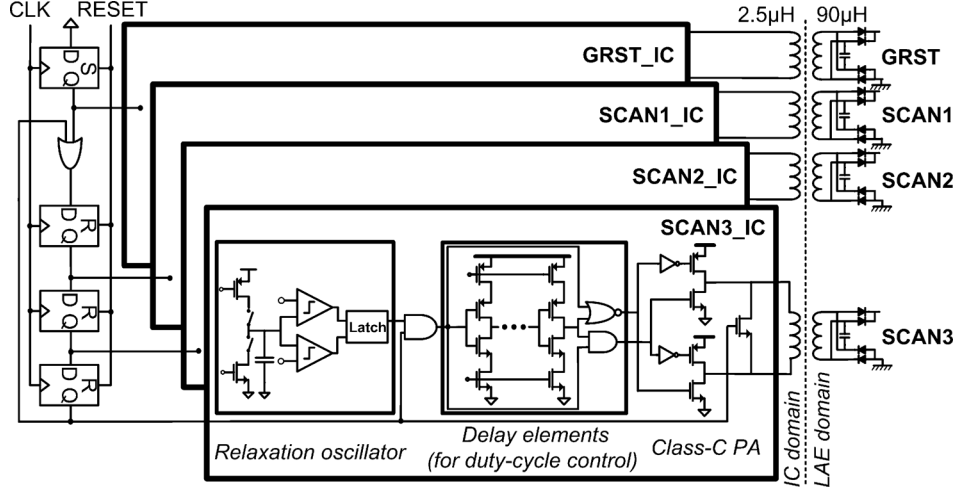 CLK RESET 2.5μH 90μH
S
D Q
GRST_IC GRST
SCAN1_IC SCAN1
SCAN2_IC SCAN2
R
D Q
SCAN3_IC
R
D Q
Latch
SCAN3
R
D Q
Relaxation oscillator
Delay elements
(for duty-cycle control)
Class-C PA
IC domain
LAE domain